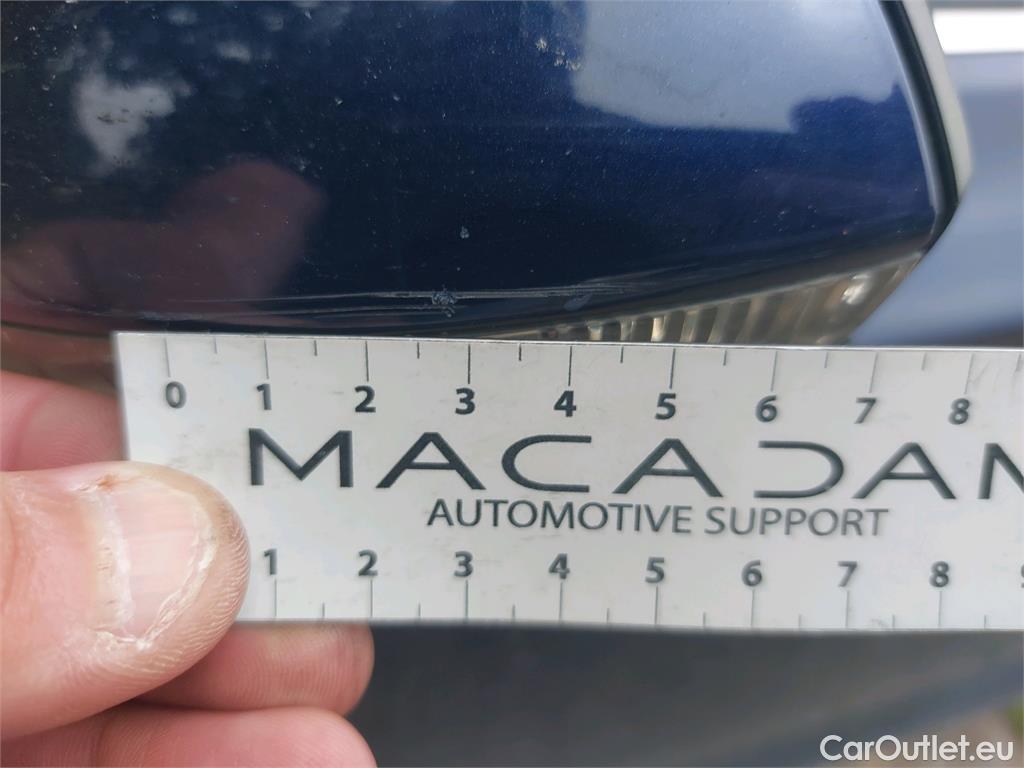 0 1 2 3 4 5 6 7 8
MACADAM
AUTOMOTIVE SUPPORT
1 2 3 4 5 6 7 8
CarOutlet.eu